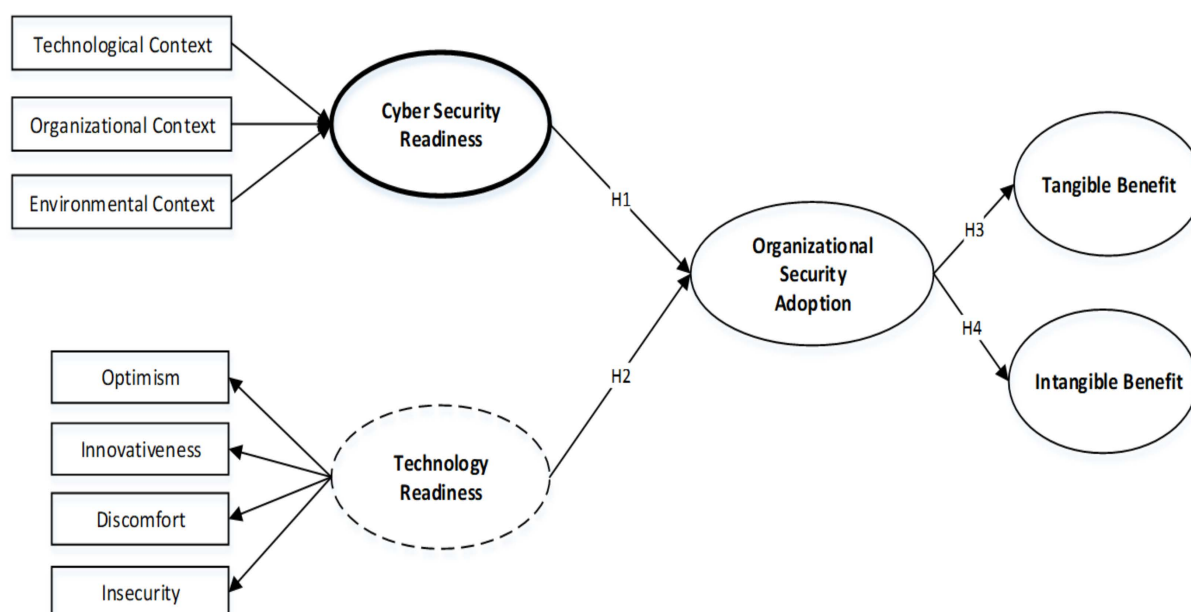 Technological Context
Organizational Context
Environmental Context
Cyber Security
Readiness
H1
Organizational
Security
Adoption
H3
Tangible Benefit
H4
Intangible Benefit
H2
Optimism
Innovativeness
Discomfort
Insecurity
Technology
Readiness